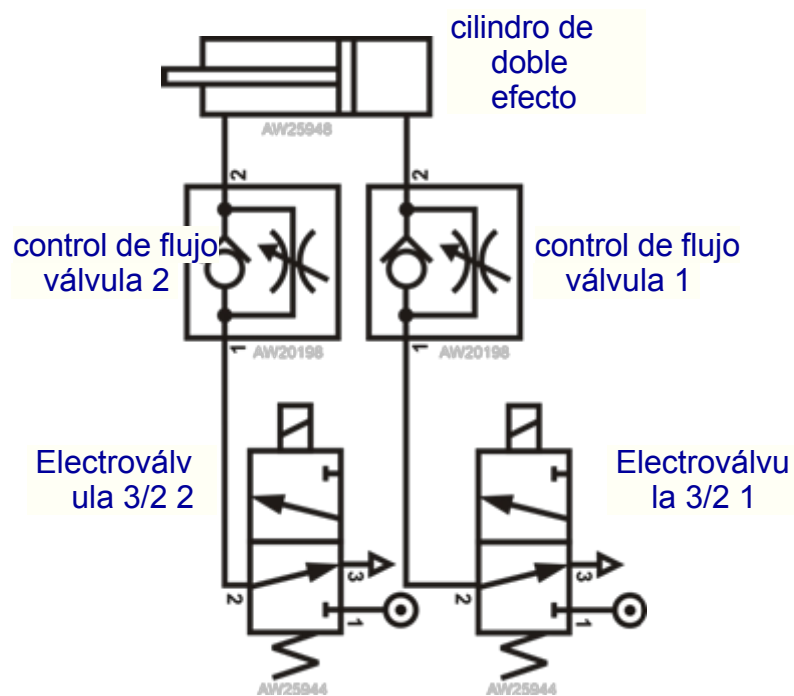 cilindro de
doble
efecto
AW25948
2
2
control de flujo
válvula 2
control de flujo
válvula 1
1
AW20198
1
AW20198
Electroválv
ula 3/2 2
Electroválvu
la 3/2 1
2
3
1
2
3
1
AW25944
AW25944